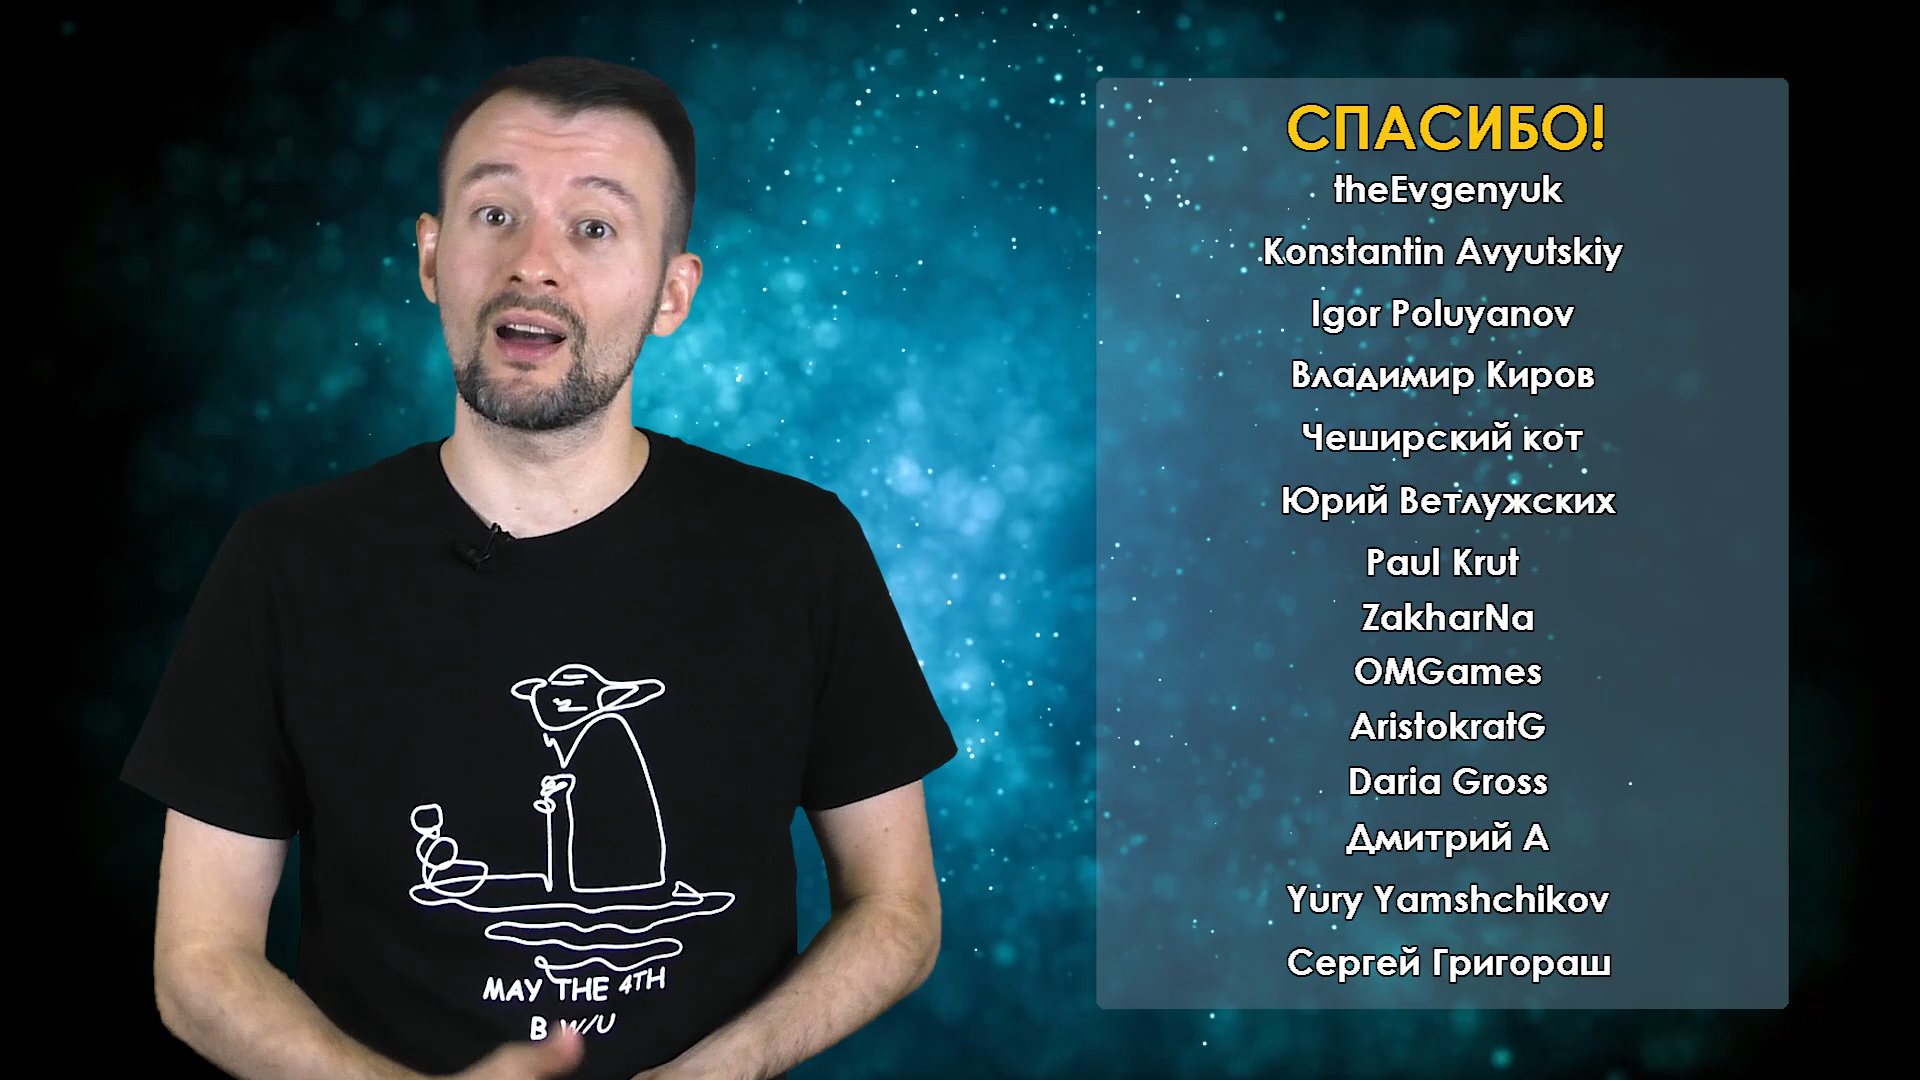 СПАСИБО!
theEvgenyuk
Konstantin Avyutskiy
Igor Poluyanov
Владимир Киров
Чеширский кот
Юрий Ветлужских
Paul Krut
ZakharNa
OMGames
AristokratG
Daria Gross
Дмитрий А
Yury Yamshchikov
Сергей Григораш
MAY THE 4TH
B W/U